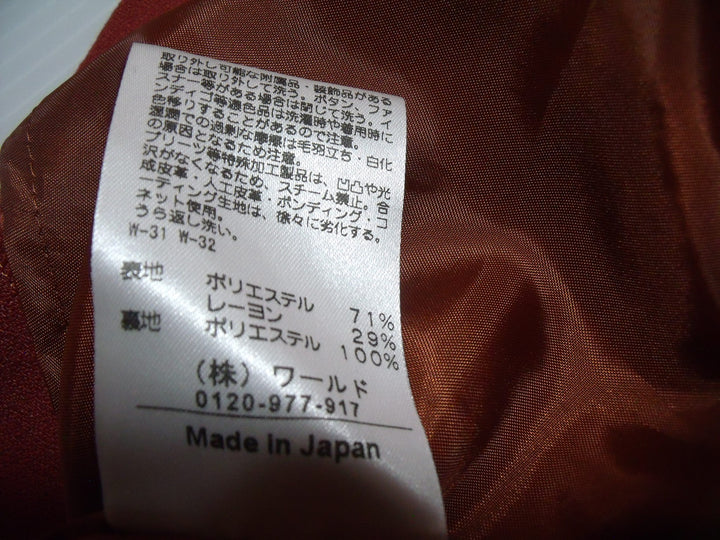 取り外し可能な附属品・装飾品がある
場合は取り外して洗う。ボタン、ファ
スナー等がある場合は閉じて洗う。イ
ンディゴ等濃色品は洗濯時や着用時に
色移りすることがあるので注意。
湿潤での過剰な摩擦は毛羽立ち・白化
の原因となるため注意。
プリーツ等特殊加工製品は、凹凸や光
沢がなくなるため、スチーム禁止。合
成皮革・人工皮革・ボンディング・コ
ーティング生地は、徐々に劣化する。
ネット使用。
うら返し洗い。
W-31 W-32
表地 ポリエステル 71%
レーヨン 29%
裏地 ポリエステル 100%
(株) ワールド
0120-977-917
Made in Japan